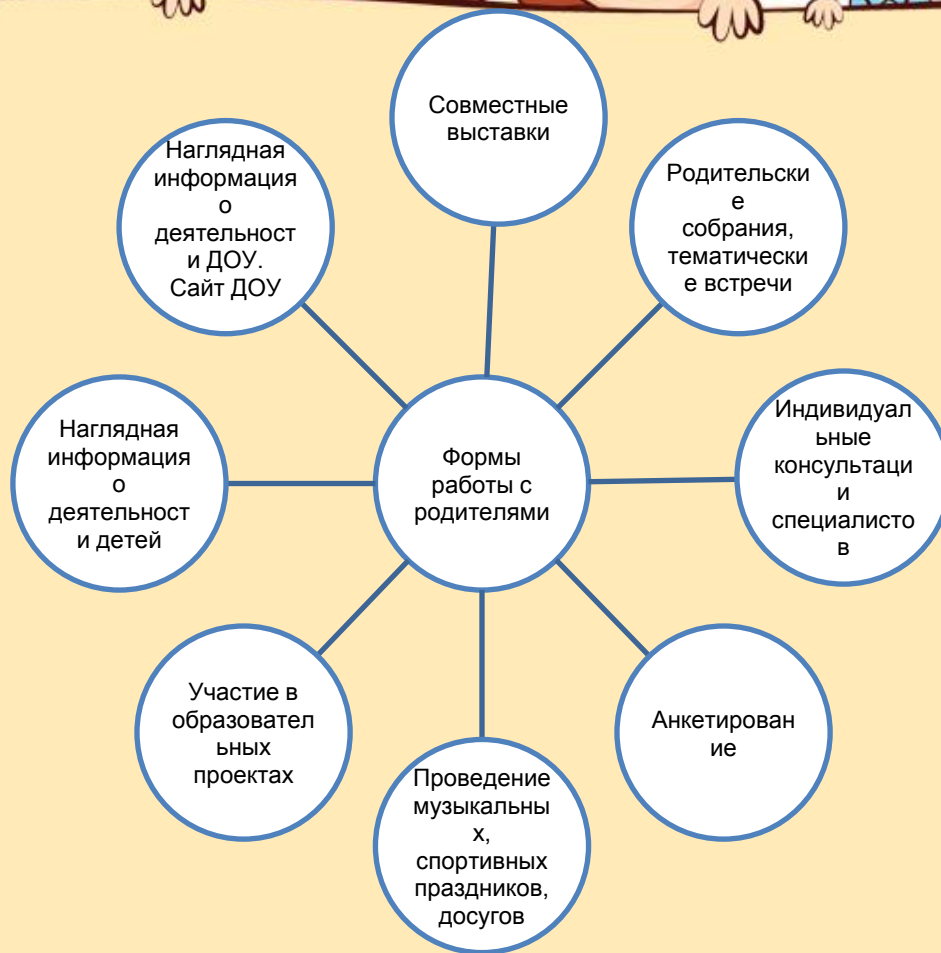 Совместные
выставки
Наглядная
информация
о
деятельност
и ДОУ.
Сайт ДОУ
Родительски
е
собрания,
тематически
е встречи
Наглядная
информация
о
деятельност
и детей
Формы
работы с
родителями
Индивидуал
ьные
консультаци
и
специалисто
в
Участие в
образовател
ьных
проектах
Анкетирован
ие
Проведение
музыкальны
х,
спортивных
праздников,
досугов